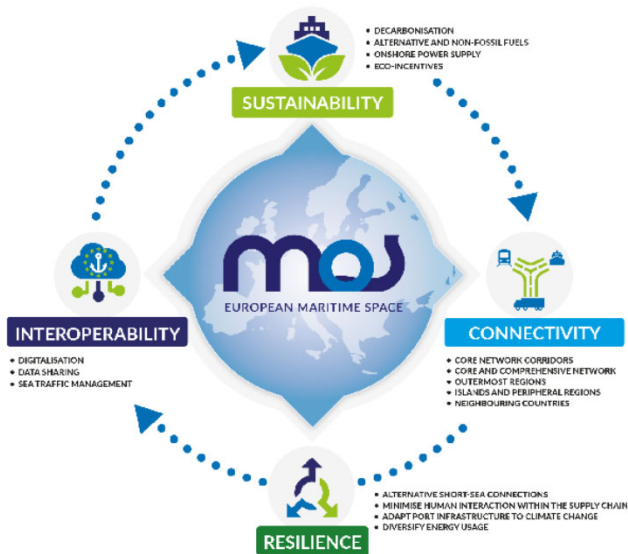 • DECARBONISATION
• ALTERNATIVE AND NON-FOSSIL FUELS
• ONSHORE POWER SUPPLY
• ECO-INCENTIVES
SUSTAINABILITY
mos
EUROPEAN MARITIME SPACE
INTEROPERABILITY
• DIGITALISATION
• DATA SHARING
• SEA TRAFFIC MANAGEMENT
CONNECTIVITY
• CORE NETWORK CORRIDORS
• CORE AND COMPREHENSIVE NETWORK
• OUTERMOST REGIONS
• ISLANDS AND PERIPHERAL REGIONS
• NEIGHBOURING COUNTRIES
• ALTERNATIVE SHORT-SEA CONNECTIONS
• MINIMISE HUMAN INTERACTION WITHIN THE SUPPLY CHAIN
• ADAPT PORT INFRASTRUCTURE TO CLIMATE CHANGE
• DIVERSIFY ENERGY USAGE
RESILIENCE